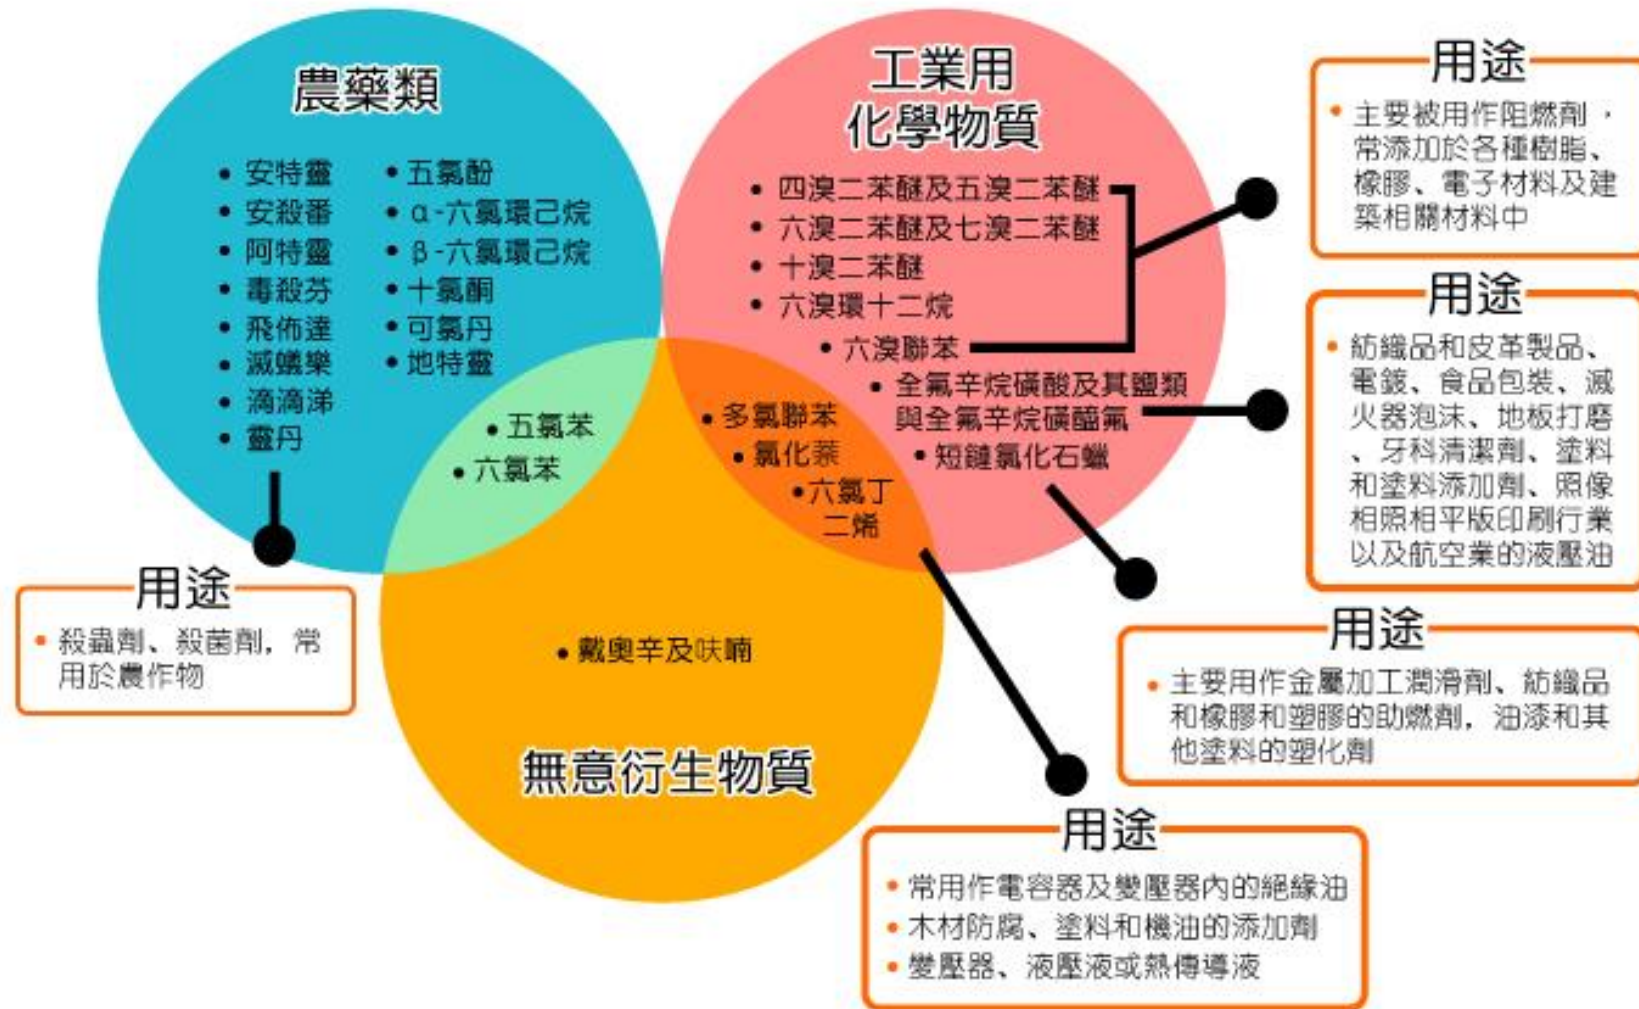 農藥類
• 安特靈
• 安殺番
• 阿特靈
• 毒殺芬
• 飛佈達
• 滅蟻樂
• 滴滴涕
• 靈丹
• 五氯酚
• α-六氯環己烷
• β-六氯環己烷
• 十氯酮
• 可氯丹
• 地特靈
• 五氯苯
• 六氯苯
用途
• 殺蟲劑、殺菌劑，常
用於農作物
工業用
化學物質
• 四溴二苯醚及五溴二苯醚
• 六溴二苯醚及七溴二苯醚
• 十溴二苯醚
• 六溴環十二烷
• 六溴聯苯
• 全氟辛烷磺酸及其鹽類
與全氟辛烷磺醯氟
• 短鏈氯化石蠟
• 多氯聯苯
• 氯化萘
• 六氯丁
二烯
• 戴奧辛及呋喃
無意衍生物質
用途
• 主要被用作阻燃劑，
常添加於各種樹脂、
橡膠、電子材料及建
築相關材料中
用途
• 紡織品和皮革製品、
電鍍、食品包裝、滅
火器泡沫、地板打磨
、牙科清潔劑、塗料
和塗料添加劑、照像
相照相平版印刷行業
以及航空業的液壓油
用途
• 主要用作金屬加工潤滑劑、紡織品
和橡膠和塑膠的助燃劑，油漆和其
他塗料的塑化劑
用途
• 常用作電容器及變壓器內的絕緣油
• 木材防腐、塗料和機油的添加劑
• 變壓器、液壓液或熱傳導液